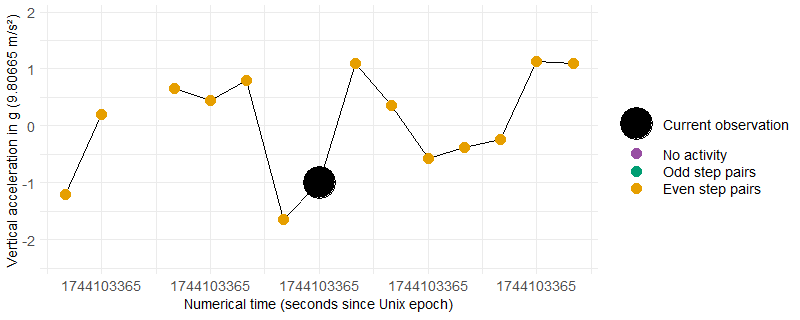 Vertical acceleration in g (9.80665 m/s²)
2
1
0
-1
-2
1744103365 1744103365 1744103365 1744103365 1744103365
Numerical time (seconds since Unix epoch)
Current observation
No activity
Odd step pairs
Even step pairs